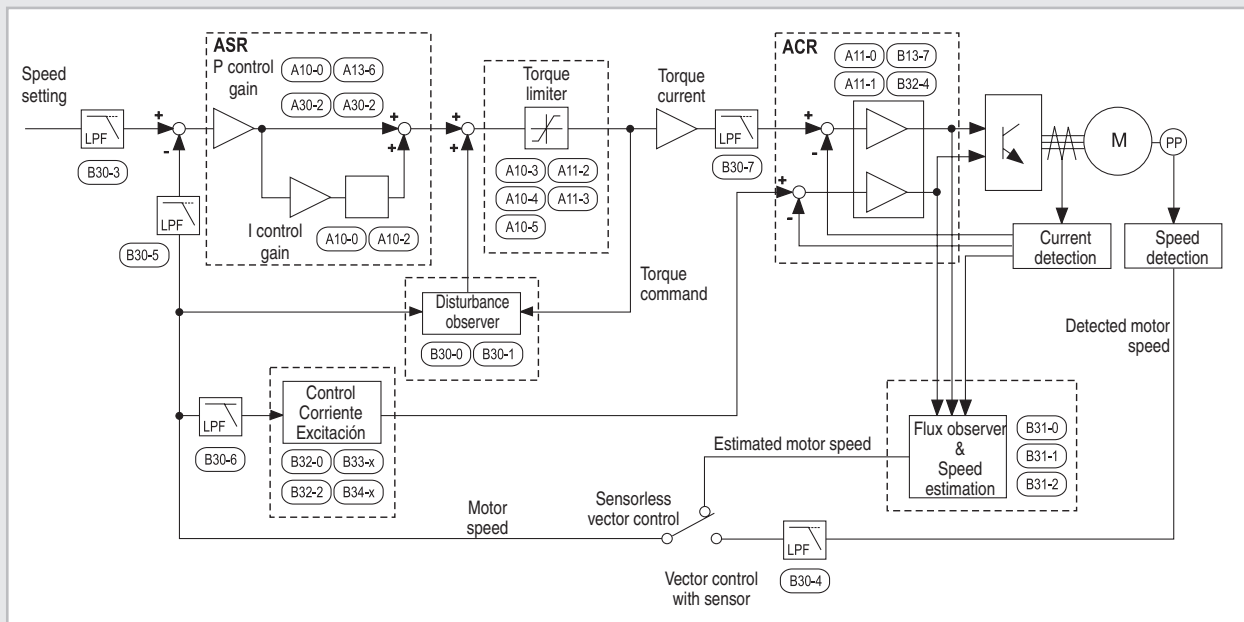 ASR
P control
gain
A10-0 A13-6
A30-2 A30-2
Speed
setting
LPF
B30-3
+
-
+
+
+
+
I control
gain
A10-0 A10-2
LPF
B30-5
Torque
limiter
A10-3 A11-2
A10-4 A11-3
A10-5
Torque
current
LPF
B30-7
ACR
A11-0 B13-7
A11-1 B32-4
+
-
+
-
M
PP
Current
detection
Speed
detection
Torque
command
Disturbance
observer
B30-0 B30-1
Detected motor
speed
LPF
B30-6
Control
Corriente
Excitación
B32-0 B33-x
B32-2 B34-x
Flux observer
&
Speed
estimation
B31-0
B31-1
B31-2
Estimated motor speed
Sensorless
vector control
Motor
speed
LPF
B30-4
Vector control
with sensor